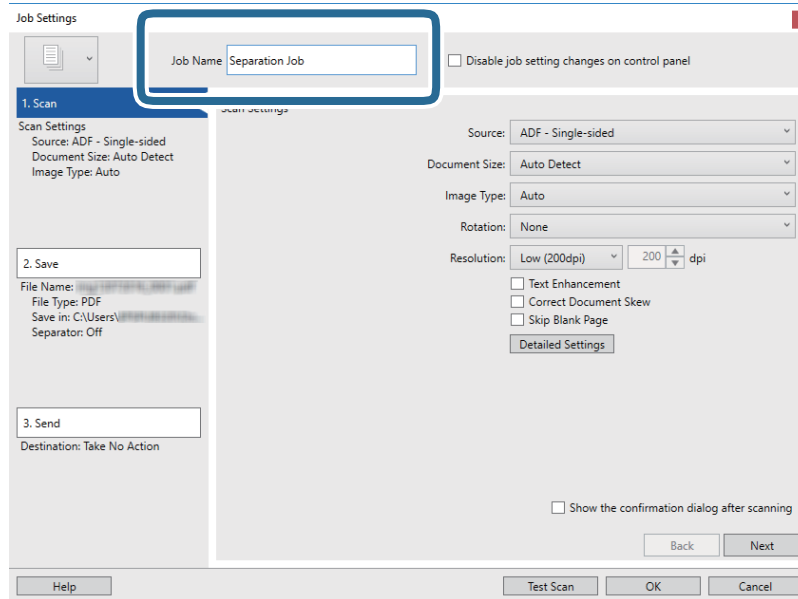 Job Settings
Job Name Separation Job
Disable job setting changes on control panel
1. Scan
Scan Settings
Source: ADF - Single-sided
Document Size: Auto Detect
Image Type: Auto
2. Save
File Name:
File Type: PDF
Save in: C:\Users\
Separator: Off
3. Send
Destination: Take No Action
Scan Settings
Source: ADF - Single-sided
Document Size: Auto Detect
Image Type: Auto
Rotation: None
Resolution: Low (200dpi) 200 dpi
Text Enhancement
Correct Document Skew
Skip Blank Page
Detailed Settings
Show the confirmation dialog after scanning
Back Next
Help Test Scan OK Cancel